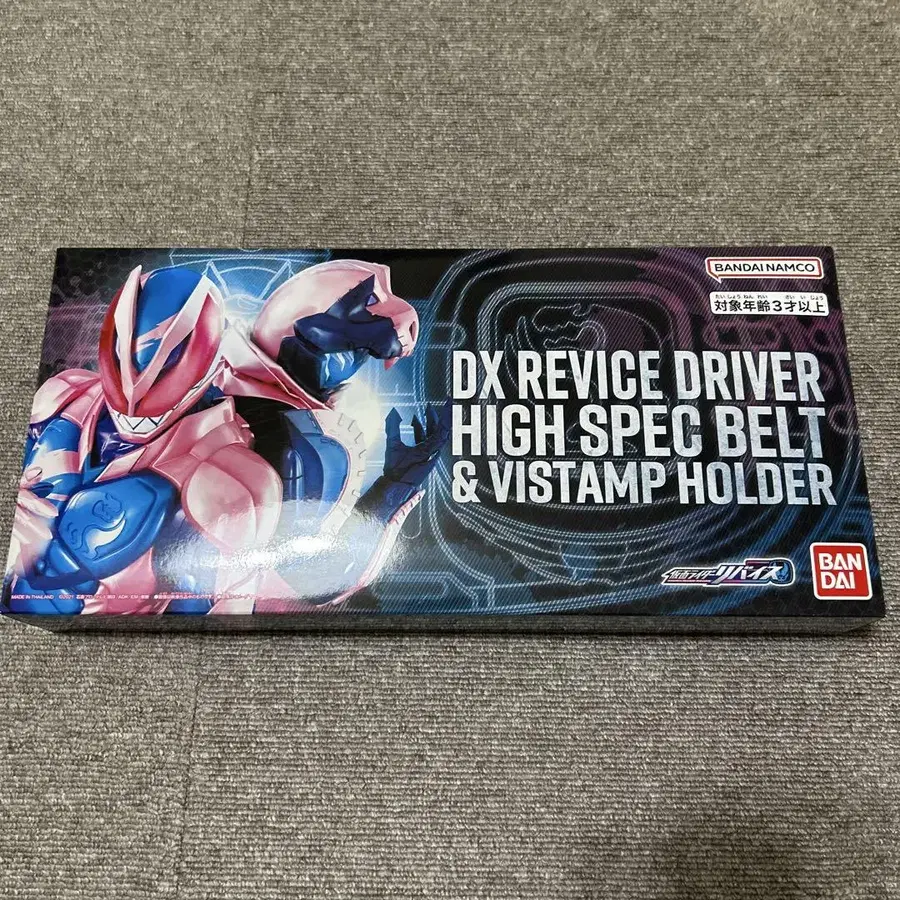 BANDAI NAMCO
たいしょうねんれい さいいじょう
対象年齢3才以上
DX REVICE DRIVER
HIGH SPEC BELT
& VISTAMP HOLDER
仮面ライダーリバイス
BAN
DAI
MADE IN THAILAND